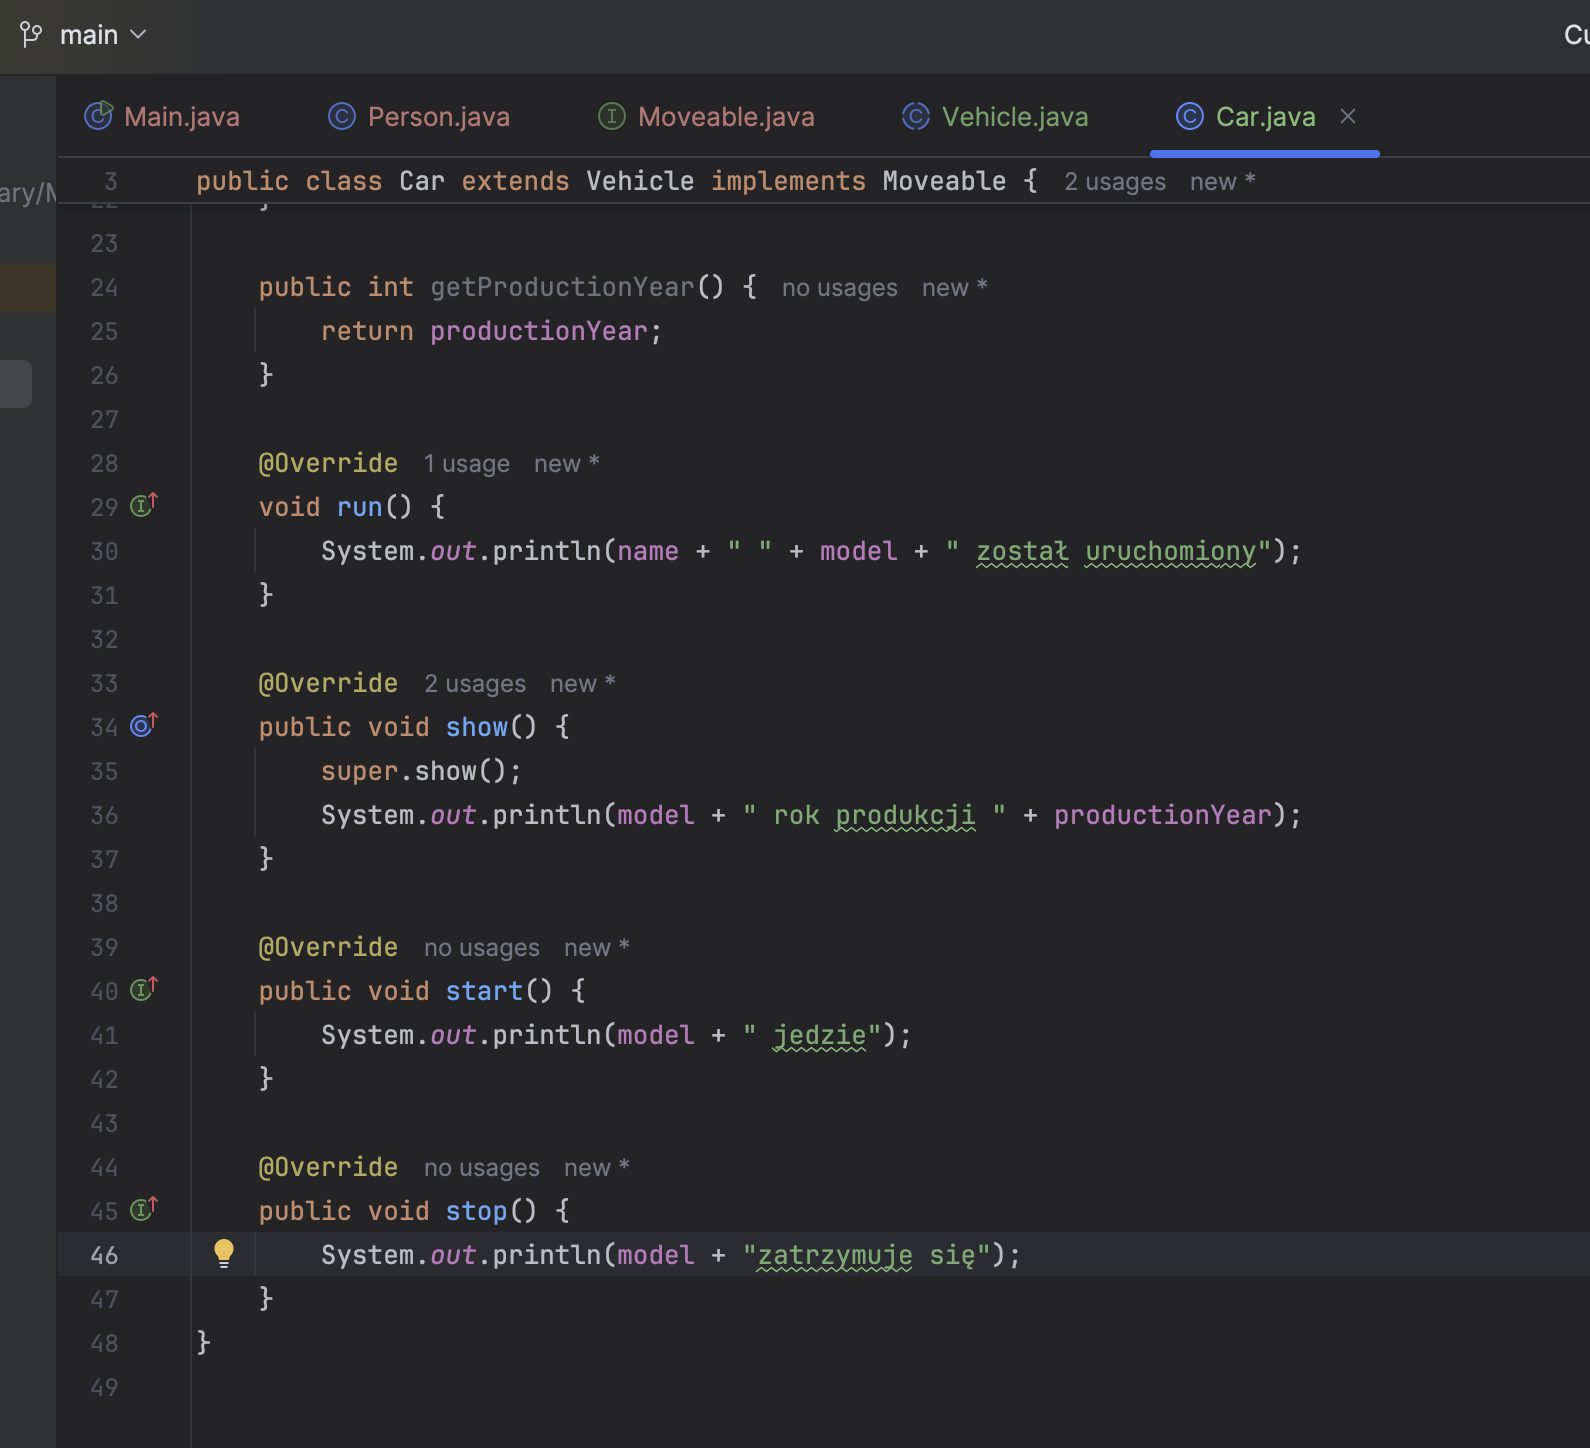 main
Cu
Main.java Person.java Moveable.java Vehicle.java Car.java
ary/M
3 public class Car extends Vehicle implements Moveable { 2 usages new *
22 }
23
24 public int getProductionYear() { no usages new *
25 return productionYear;
26 }
27
28 @Override 1 usage new *
29 void run() {
30 System.out.println(name + " " + model + " został uruchomiony");
31 }
32
33 @Override 2 usages new *
34 public void show() {
35 super.show();
36 System.out.println(model + " rok produkcji " + productionYear);
37 }
38
39 @Override no usages new *
40 public void start() {
41 System.out.println(model + " jedzie");
42 }
43
44 @Override no usages new *
45 public void stop() {
46 System.out.println(model + "zatrzymuje się");
47 }
48 }
49